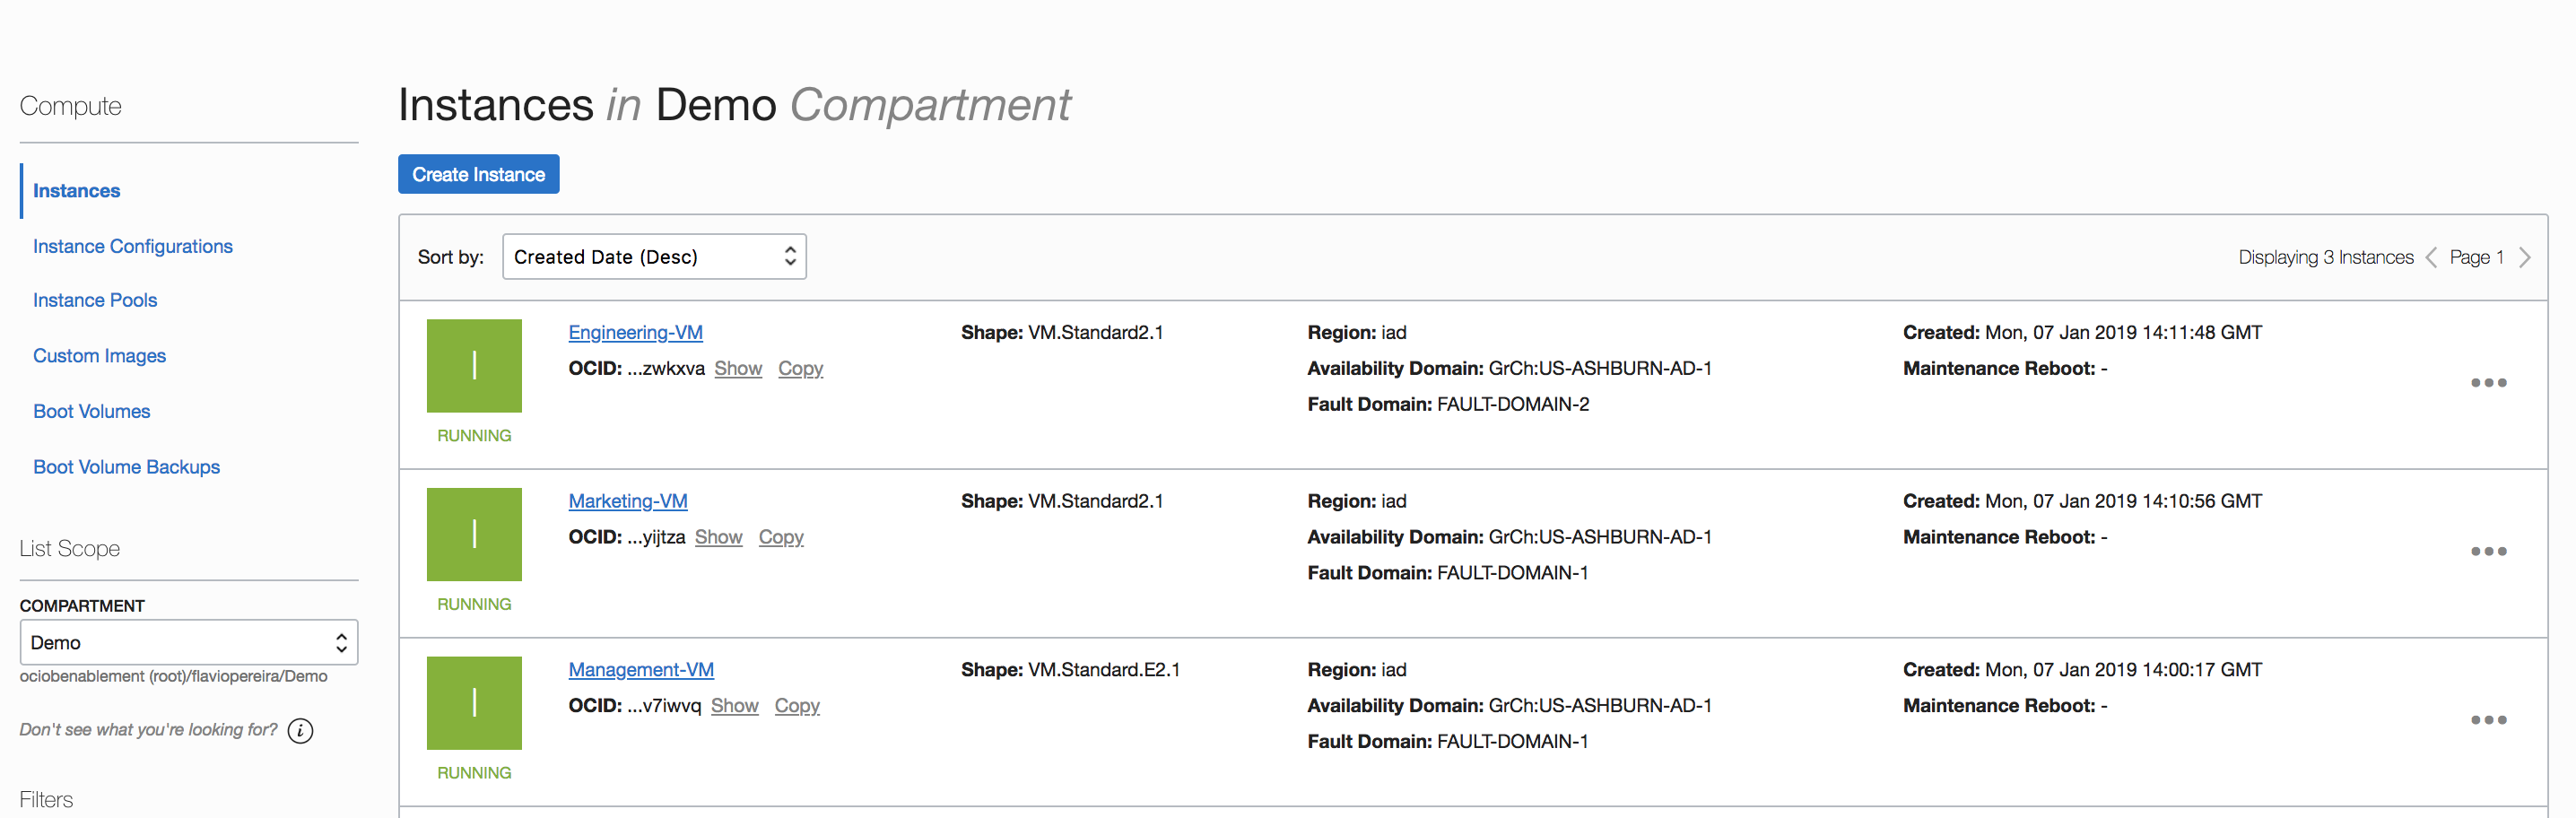 Compute
Instances
Instance Configurations
Instance Pools
Custom Images
Boot Volumes
Boot Volume Backups
List Scope
COMPARTMENT
Demo
ociobenablement (root)/flaviopereira/Demo
Don't see what you're looking for? i
Filters
Instances in Demo Compartment
Create Instance
Sort by: Created Date (Desc)
Displaying 3 Instances < Page 1 >
I
RUNNING
Engineering-VM
OCID: ...zwkxva Show Copy
Shape: VM.Standard2.1
Region: iad
Availability Domain: GrCh:US-ASHBURN-AD-1
Fault Domain: FAULT-DOMAIN-2
Created: Mon, 07 Jan 2019 14:11:48 GMT
Maintenance Reboot: -
I
RUNNING
Marketing-VM
OCID: ...yijtza Show Copy
Shape: VM.Standard2.1
Region: iad
Availability Domain: GrCh:US-ASHBURN-AD-1
Fault Domain: FAULT-DOMAIN-1
Created: Mon, 07 Jan 2019 14:10:56 GMT
Maintenance Reboot: -
I
RUNNING
Management-VM
OCID: ...v7iwvq Show Copy
Shape: VM.Standard.E2.1
Region: iad
Availability Domain: GrCh:US-ASHBURN-AD-1
Fault Domain: FAULT-DOMAIN-1
Created: Mon, 07 Jan 2019 14:00:17 GMT
Maintenance Reboot: -